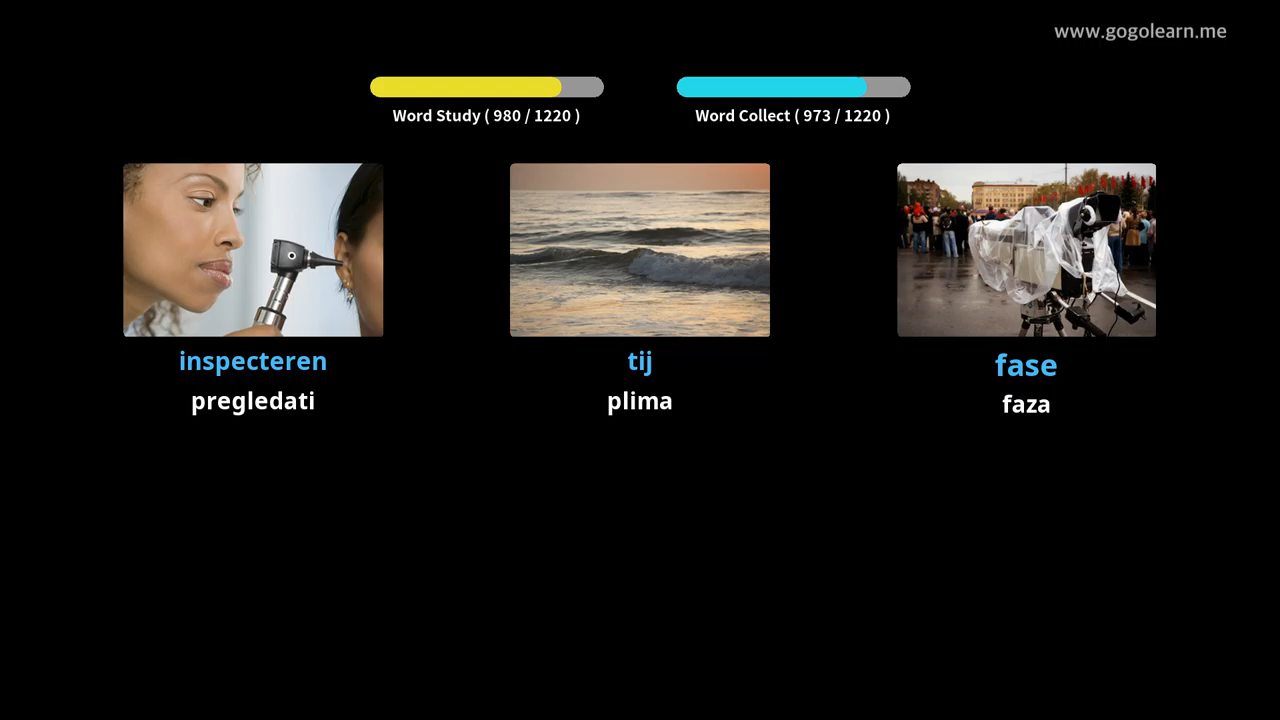 www.gogolearn.me
Word Study ( 980 / 1220 )
Word Collect ( 973 / 1220 )
inspecteren
pregledati
tij
plima
fase
faza